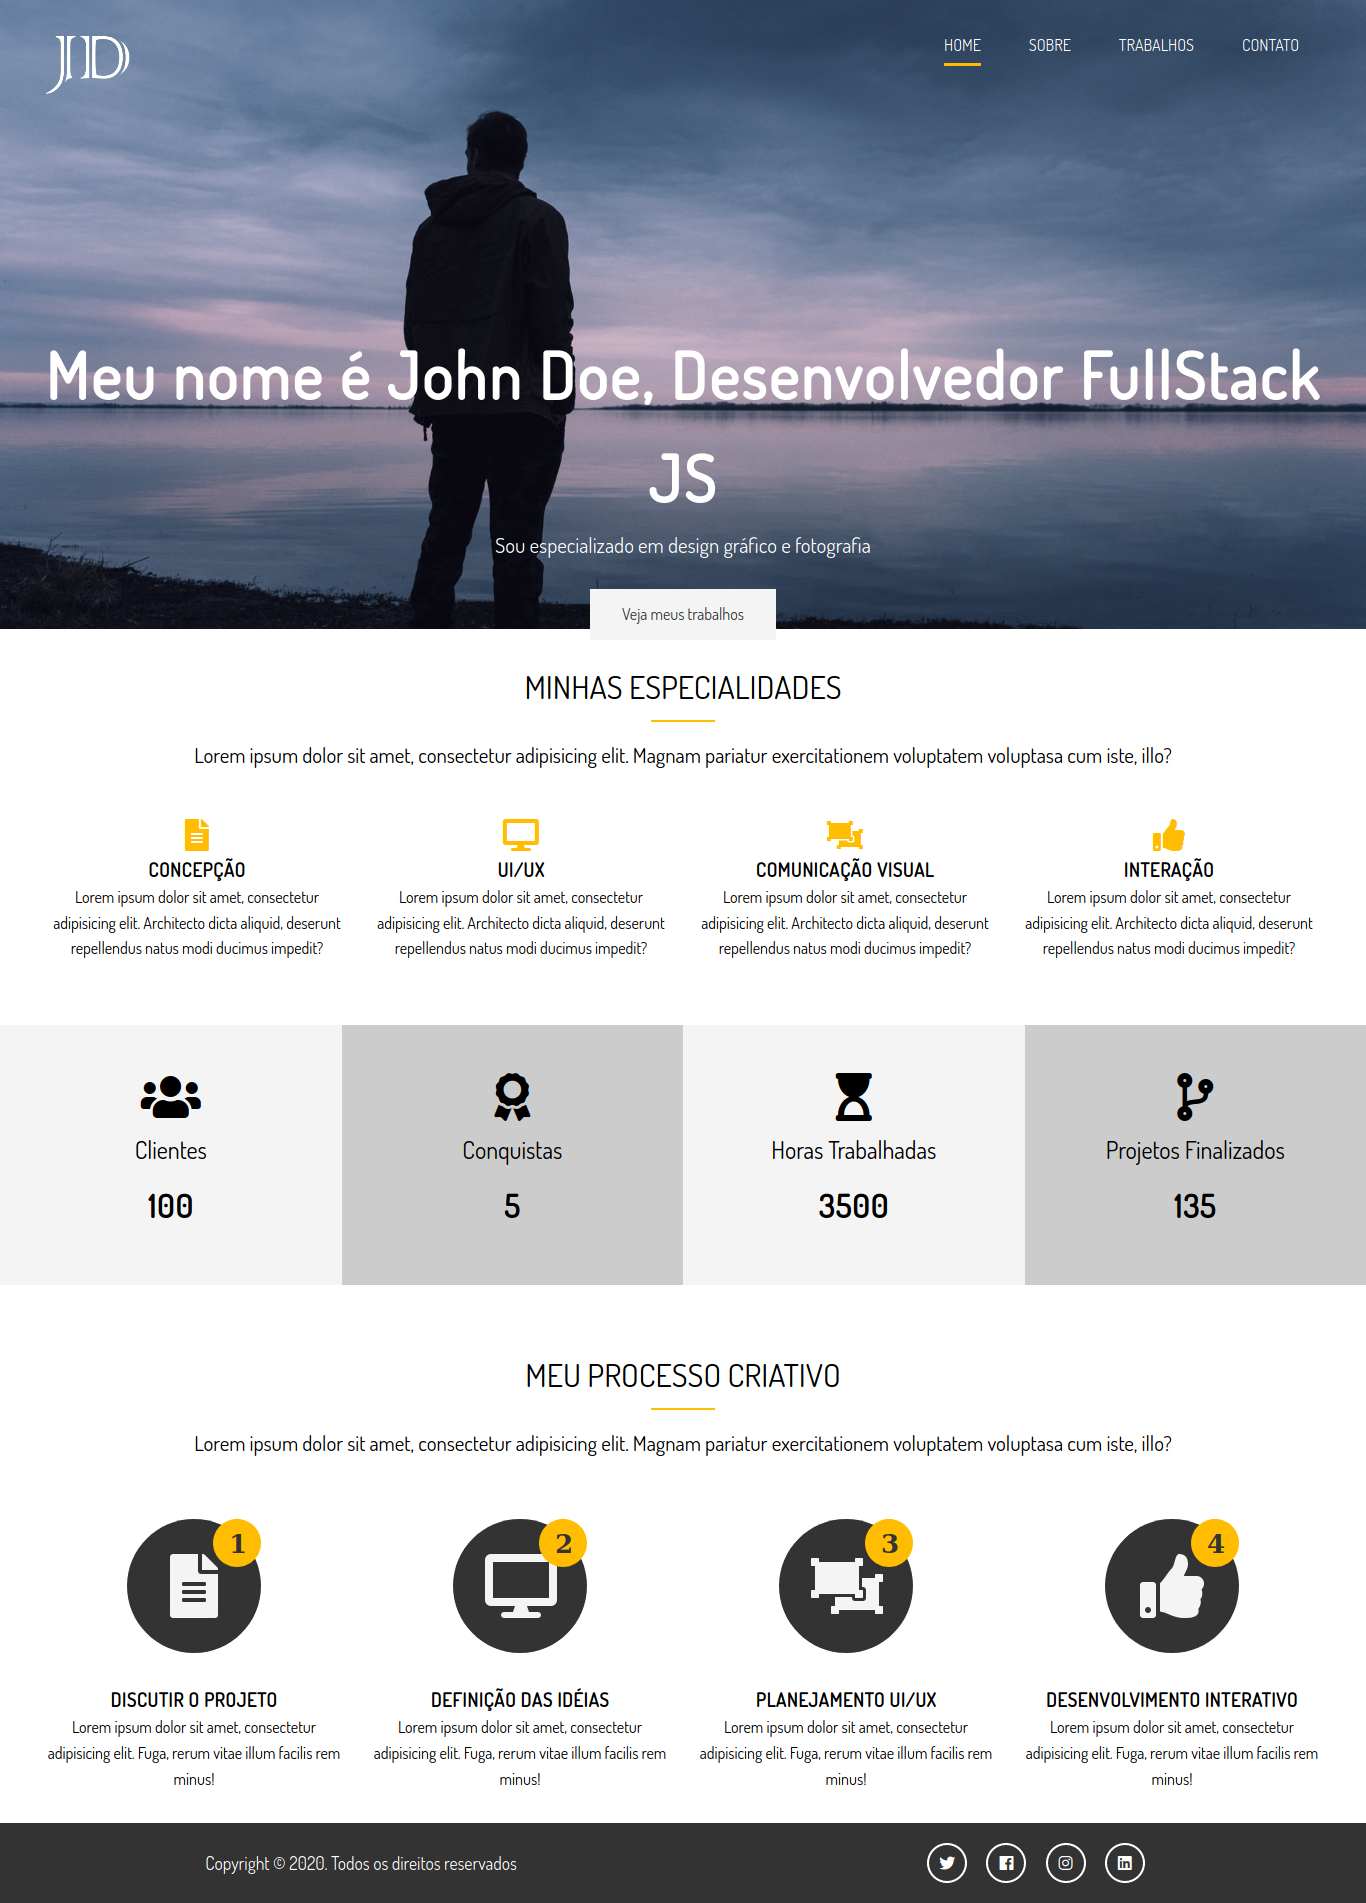 JD
HOME SOBRE TRABALHOS CONTATO
Meu nome é John Doe, Desenvolvedor FullStack
JS
Sou especializado em design gráfico e fotografia
Veja meus trabalhos
MINHAS ESPECIALIDADES
Lorem ipsum dolor sit amet, consectetur adipisicing elit. Magnam pariatur exercitationem voluptatem voluptasa cum iste, illo?
CONCEPÇÃO
Lorem ipsum dolor sit amet, consectetur
adipisicing elit. Architecto dicta aliquid, deserunt
repellendus natus modi ducimus impedit?
UI/UX
Lorem ipsum dolor sit amet, consectetur
adipisicing elit. Architecto dicta aliquid, deserunt
repellendus natus modi ducimus impedit?
COMUNICAÇÃO VISUAL
Lorem ipsum dolor sit amet, consectetur
adipisicing elit. Architecto dicta aliquid, deserunt
repellendus natus modi ducimus impedit?
INTERAÇÃO
Lorem ipsum dolor sit amet, consectetur
adipisicing elit. Architecto dicta aliquid, deserunt
repellendus natus modi ducimus impedit?
Clientes
100
Conquistas
5
Horas Trabalhadas
3500
Projetos Finalizados
135
MEU PROCESSO CRIATIVO
Lorem ipsum dolor sit amet, consectetur adipisicing elit. Magnam pariatur exercitationem voluptatem voluptasa cum iste, illo?
1
DISCUTIR O PROJETO
Lorem ipsum dolor sit amet, consectetur
adipisicing elit. Fuga, rerum vitae illum facilis rem
minus!
2
DEFINIÇÃO DAS IDÉIAS
Lorem ipsum dolor sit amet, consectetur
adipisicing elit. Fuga, rerum vitae illum facilis rem
minus!
3
PLANEJAMENTO UI/UX
Lorem ipsum dolor sit amet, consectetur
adipisicing elit. Fuga, rerum vitae illum facilis rem
minus!
4
DESENVOLVIMENTO INTERATIVO
Lorem ipsum dolor sit amet, consectetur
adipisicing elit. Fuga, rerum vitae illum facilis rem
minus!
Copyright © 2020. Todos os direitos reservados